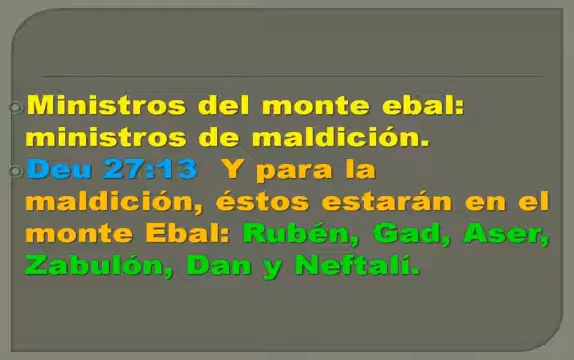 Ministros del monte ebal:
ministros de maldición.
Deu 27:13 Y para la
maldición, éstos estarán en el
monte Ebal: Rubén, Gad, Aser,
Zabulón, Dan y Neftalí.